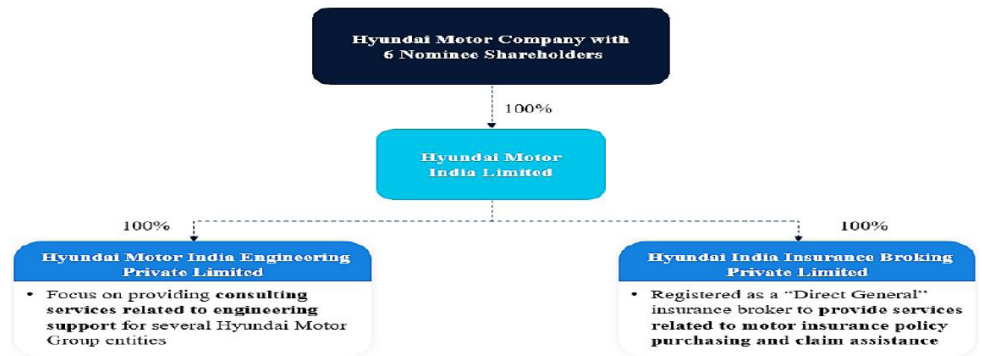 Hyundai Motor Company with
6 Nominee Shareholders
100%
Hyundai Motor
India Limited
100%
100%
Hyundai Motor India Engineering
Private Limited
• Focus on providing consulting
services related to engineering
support for several Hyundai Motor
Group entities
Hyundai India Insurance Broking
Private Limited
• Registered as a “Direct General”
insurance broker to provide services
related to motor insurance policy
purchasing and claim assistance